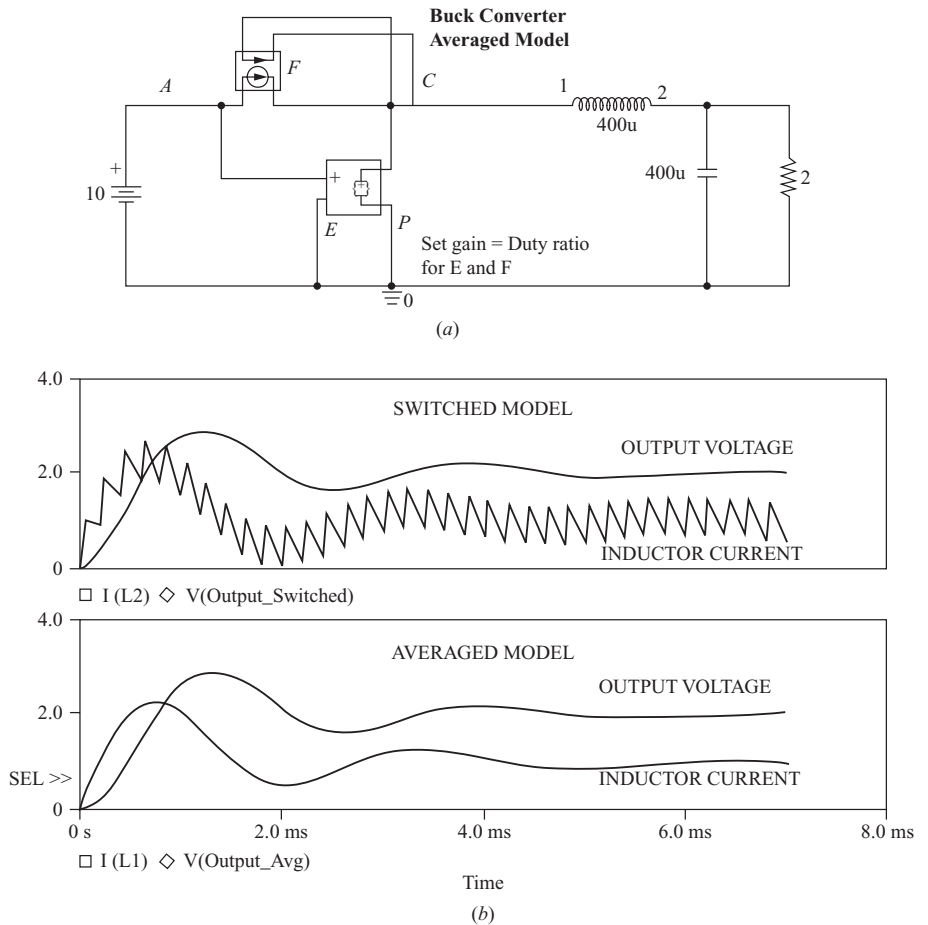 Buck Converter
Averaged Model
F
A
C
1
2
400u
+
10
+
+
400u
2
E
P
Set gain = Duty ratio
for E and F
0
(a)
4.0
SWITCHED MODEL
OUTPUT VOLTAGE
2.0
INDUCTOR CURRENT
0
I (L2) V(Output_Switched)
4.0
AVERAGED MODEL
OUTPUT VOLTAGE
2.0
SEL >>
INDUCTOR CURRENT
0
0 s 2.0 ms 4.0 ms 6.0 ms 8.0 ms
I (L1) V(Output_Avg)
Time
(b)